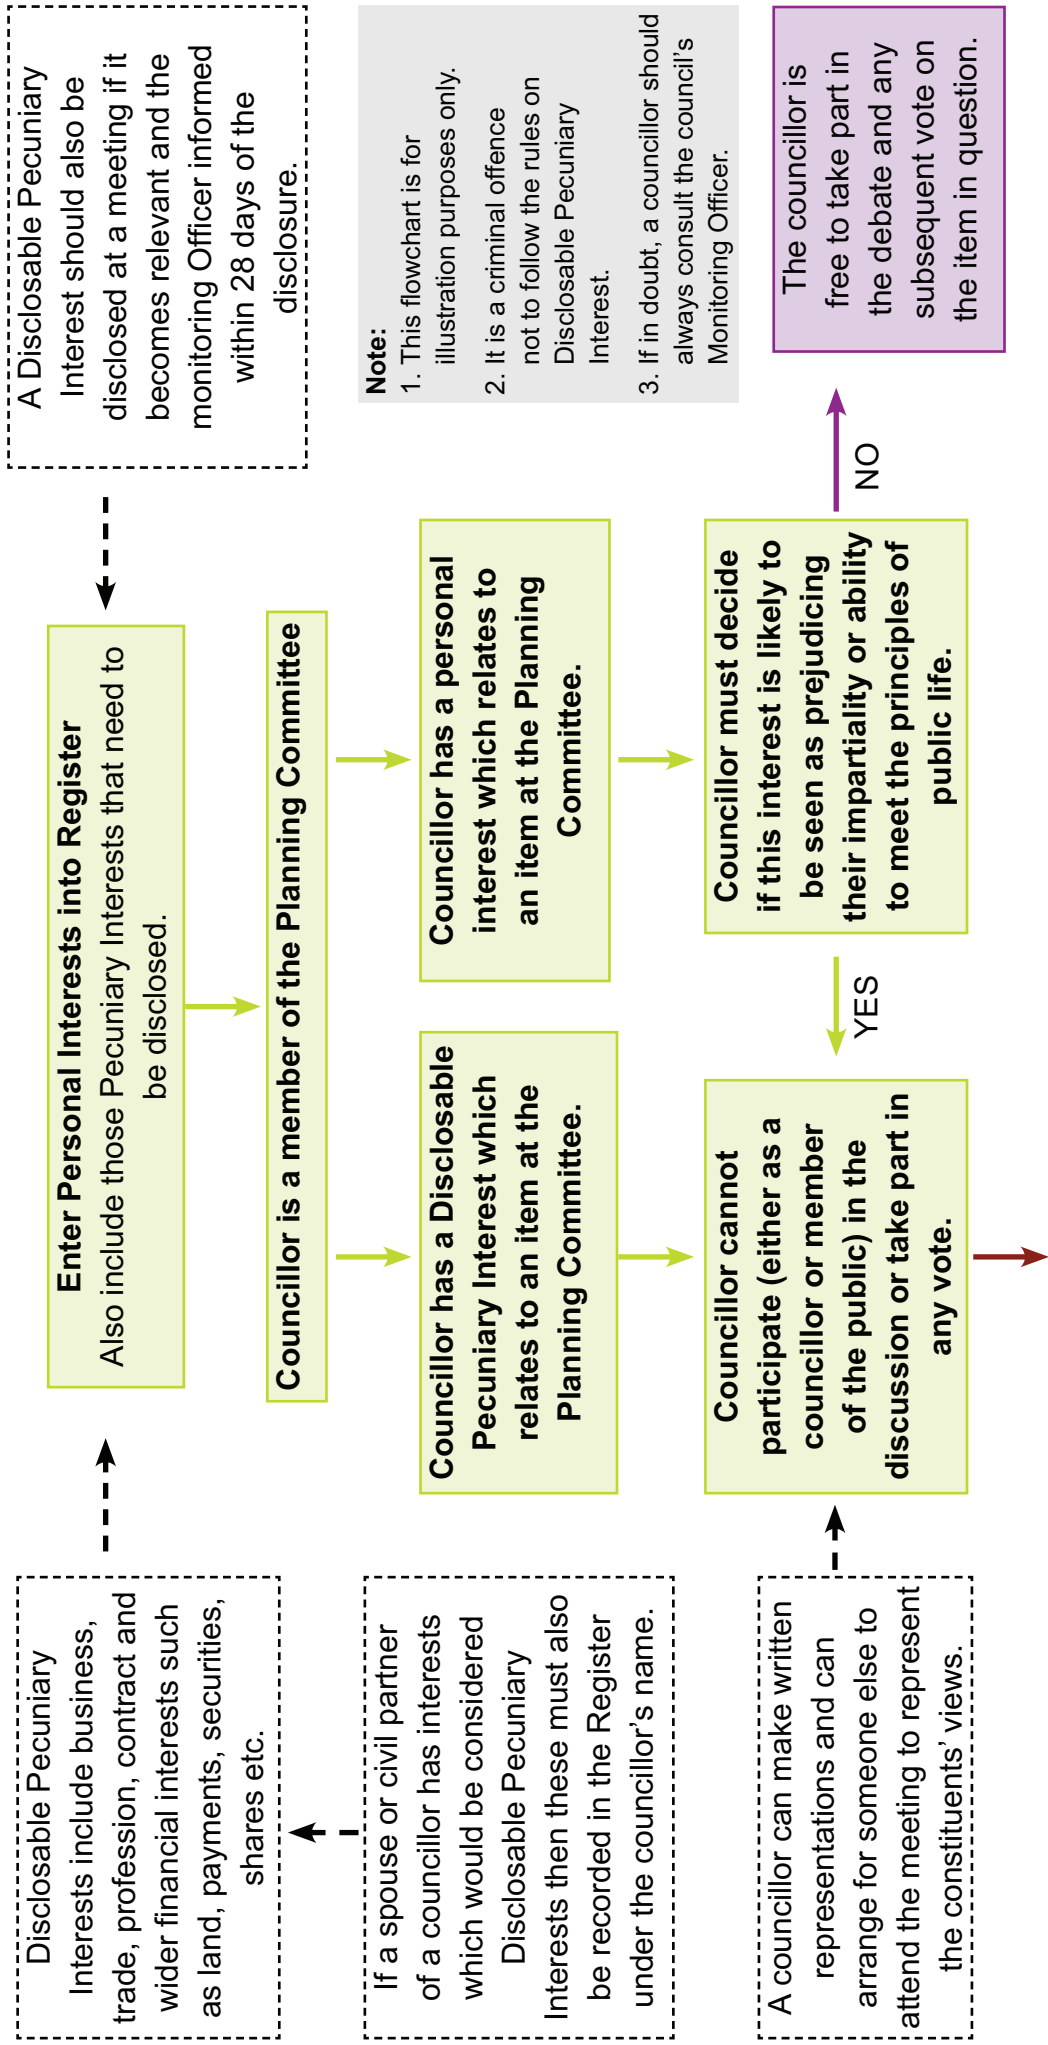 Disclosable Pecuniary
Interests include business,
trade, profession, contract and
wider financial interests such
as land, payments, securities,
shares etc.
Enter Personal Interests into Register
Also include those Pecuniary Interests that need to
be disclosed.
A Disclosable Pecuniary
Interest should also be
disclosed at a meeting if it
becomes relevant and the
monitoring Officer informed
within 28 days of the
disclosure.
Councillor is a member of the Planning Committee
If a spouse or civil partner
of a councillor has interests
which would be considered
Disclosable Pecuniary
Interests then these must also
be recorded in the Register
under the councillor’s name.
Councillor has a Disclosable
Pecuniary Interest which
relates to an item at the
Planning Committee.
Councillor has a personal
interest which relates to
an item at the Planning
Committee.
Note:
1. This flowchart is for
illustration purposes only.
2. It is a criminal offence
not to follow the rules on
Disclosable Pecuniary
Interest.
3. If in doubt, a councillor should
always consult the council’s
Monitoring Officer.
A councillor can make written
representations and can
arrange for someone else to
attend the meeting to represent
the constituents’ views.
Councillor cannot
participate (either as a
councillor or member
of the public) in the
discussion or take part in
any vote.
YES
Councillor must decide
if this interest is likely to
be seen as prejudicing
their impartiality or ability
to meet the principles of
public life.
NO
The councillor is
free to take part in
the debate and any
subsequent vote on
the item in question.